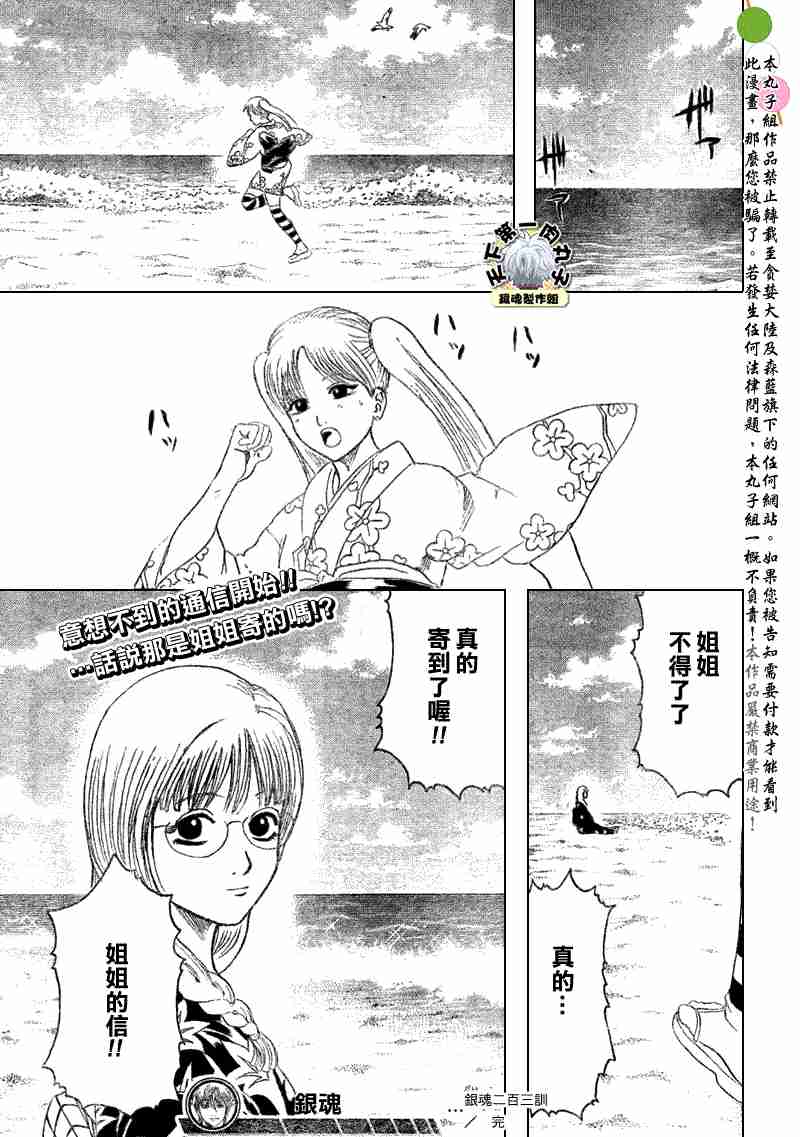 ザザ
ァ
天下第一肉丸子
銀魂製作組
本丸子組作品禁止轉載至貪婪大陸及森藍旗下的任何網站。如果您被告知需要付款才能看到
此漫畫，那麼您被騙了。若發生任何法律問題，本丸子組一概不負責！本作品嚴禁商業用途！
ハッ
ハッ
姐姐
不得了了
真的…
真的
寄到了喔!!
意想不到的通信開始!!
…話說那是姐姐寄的嗎!?
姐姐的信!!
銀魂
銀魂二百三訓
…／完